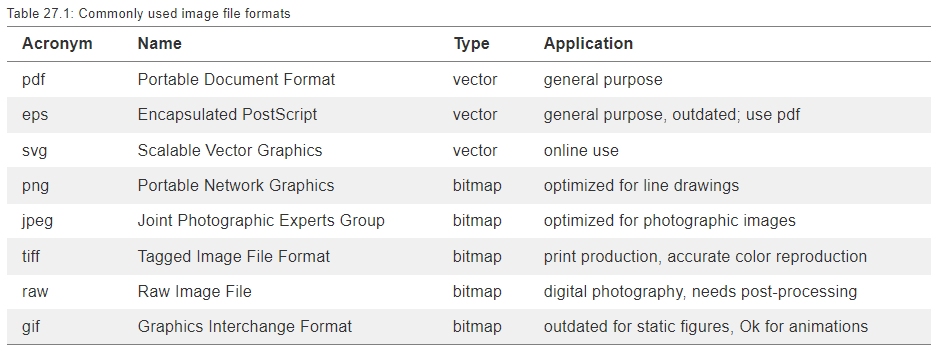 Table 27.1: Commonly used image file formats
Acronym Name Type Application
pdf Portable Document Format vector general purpose
eps Encapsulated PostScript vector general purpose, outdated; use pdf
svg Scalable Vector Graphics vector online use
png Portable Network Graphics bitmap optimized for line drawings
jpeg Joint Photographic Experts Group bitmap optimized for photographic images
tiff Tagged Image File Format bitmap print production, accurate color reproduction
raw Raw Image File bitmap digital photography, needs post-processing
gif Graphics Interchange Format bitmap outdated for static figures, Ok for animations